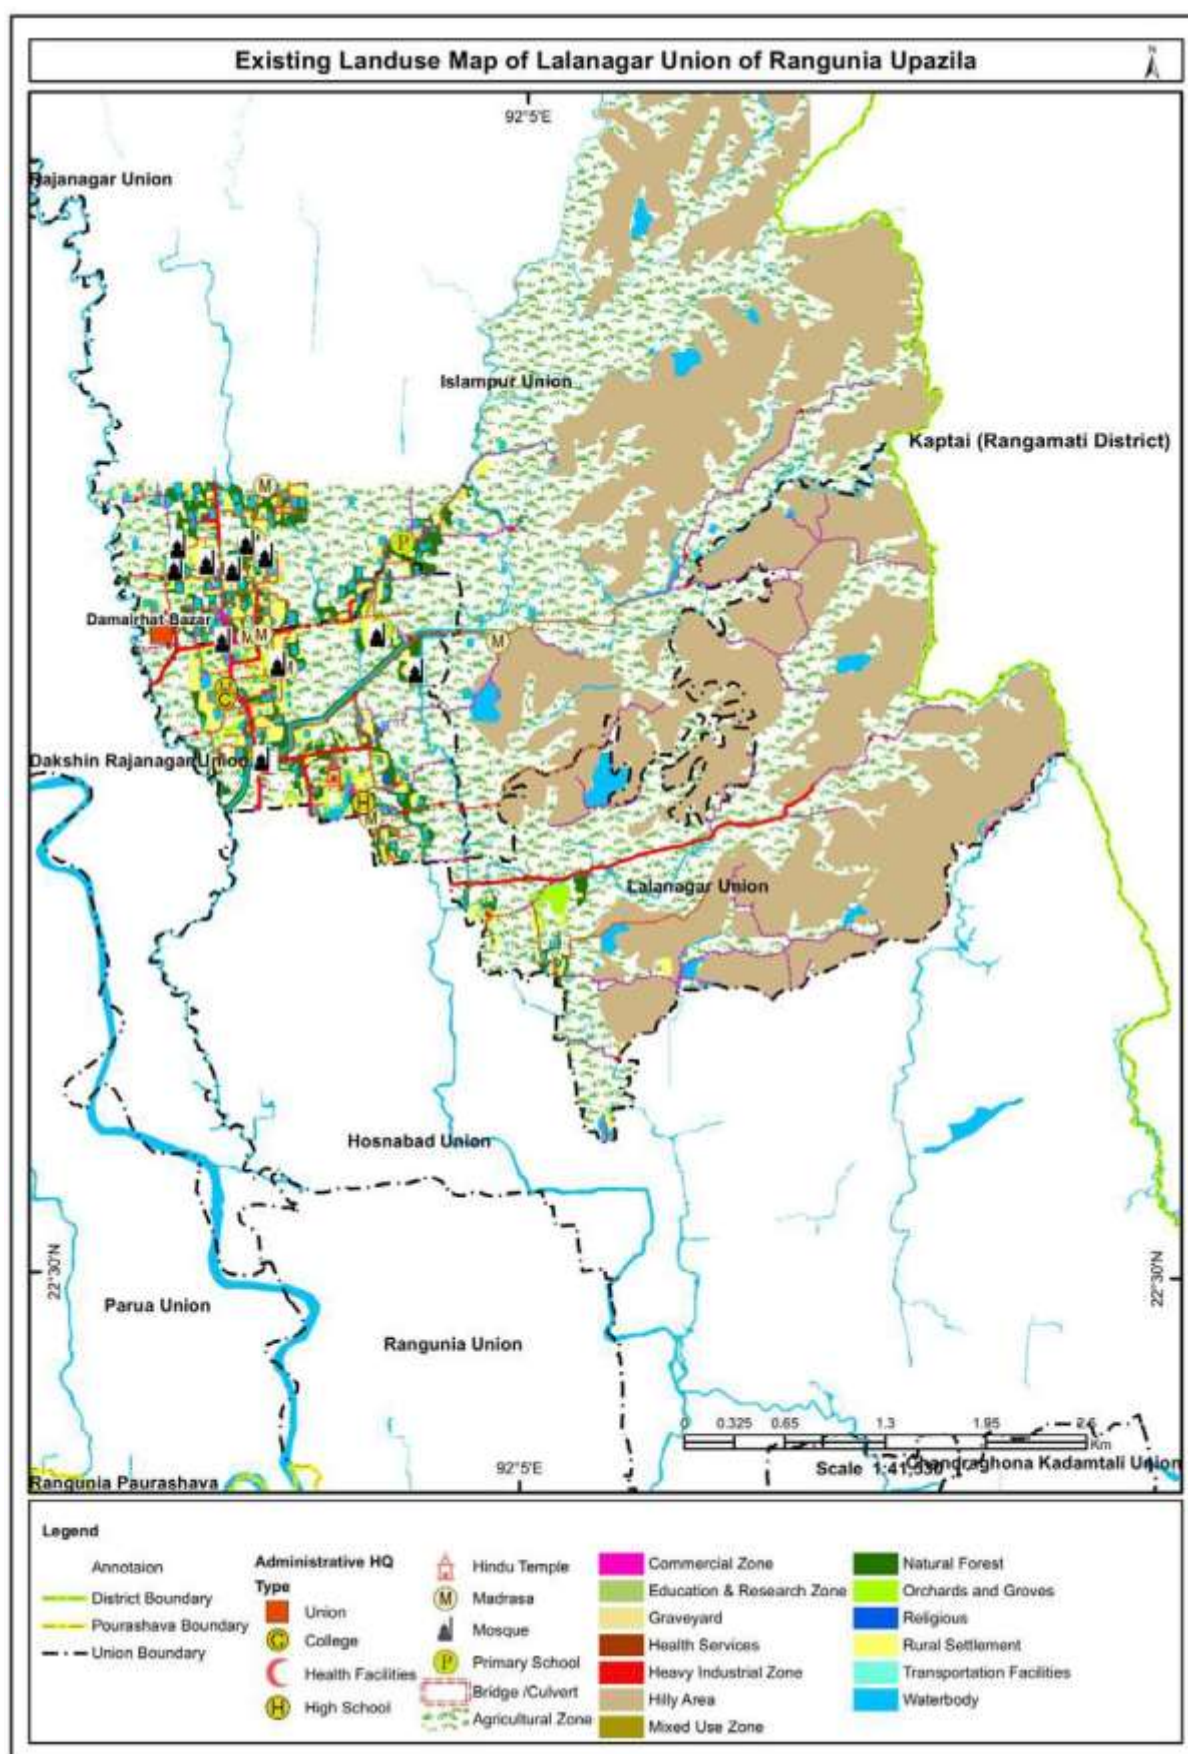 Existing Landuse Map of Lalanagar Union of Rangunia Upazila
N
92°5'E
Rajanagar Union
Islampur Union
Kaptai (Rangamati District)
M
P
Damairhat Bazar
M
M
M
M
H
C
Dakshin Rajanagar Union
H
M
Lalanagar Union
Hosnabad Union
22°30'N
22°30'N
Parua Union
Rangunia Union
0 0.325 0.65 1.3 1.95 2.6
Km
92°5'E
Scale 1:41,530
Chandraghona Kadamtali Union
Rangunia Paurashava
Legend
Annotaion
District Boundary
Pourashava Boundary
Union Boundary
Administrative HQ
Type
Union
C College
Health Facilities
H High School
Hindu Temple
M Madrasa
Mosque
P Primary School
Bridge /Culvert
Agricultural Zone
Commercial Zone
Education & Research Zone
Graveyard
Health Services
Heavy Industrial Zone
Hilly Area
Mixed Use Zone
Natural Forest
Orchards and Groves
Religious
Rural Settlement
Transportation Facilities
Waterbody